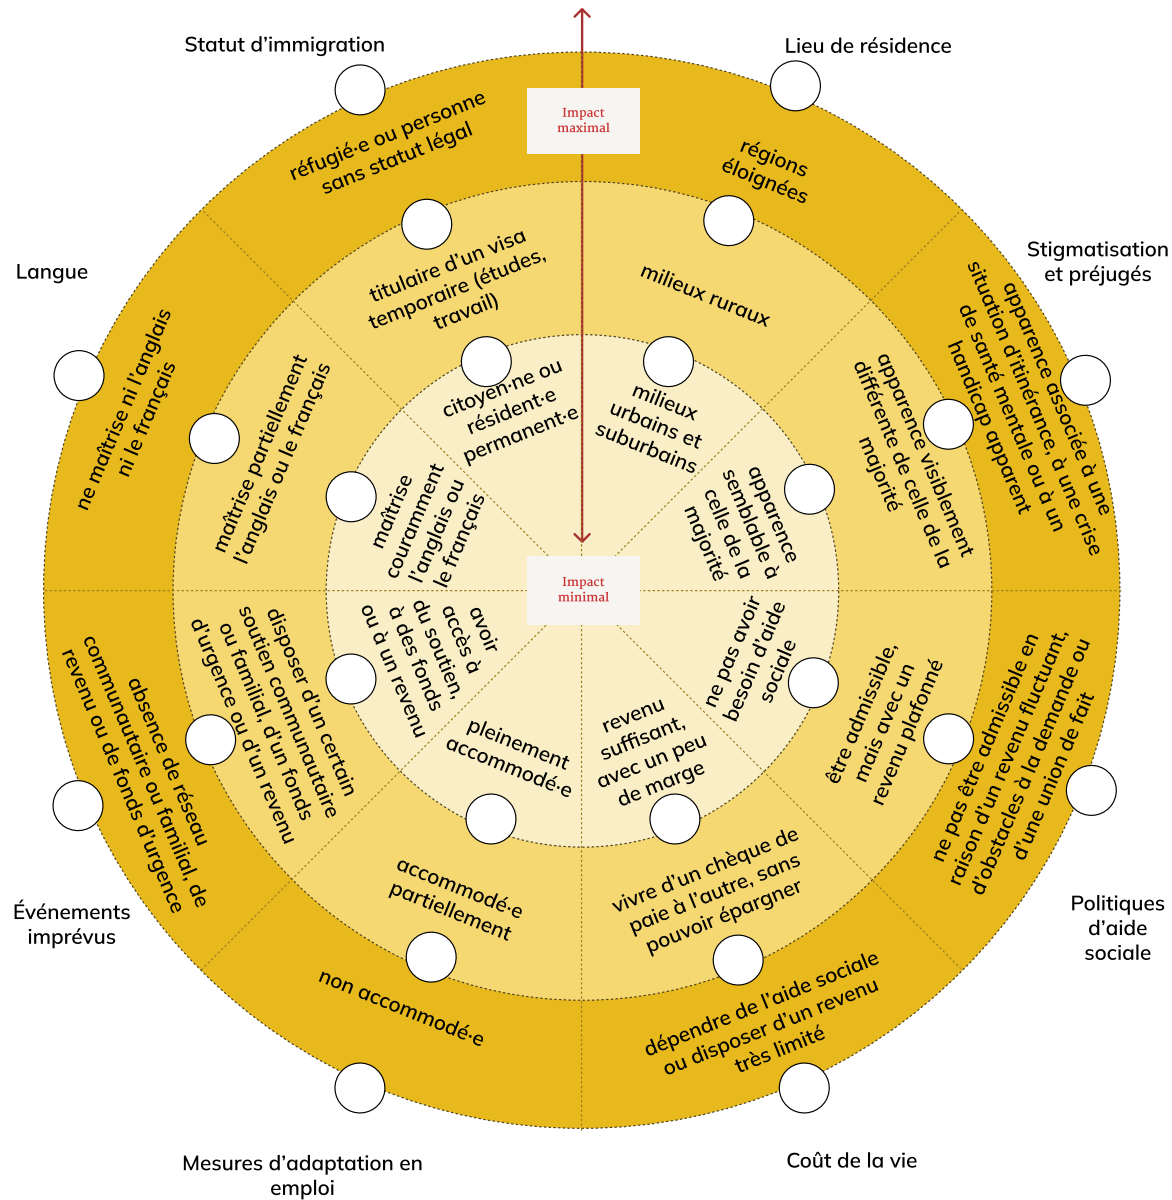 Statut d’immigration
réfugié·e ou personne
sans statut légal
titulaire d’un visa
temporaire (études,
travail)
citoyen·ne ou
résident·e
permanent·e
Impact
maximal
Lieu de résidence
régions
éloignées
milieux ruraux
milieux
urbains et
suburbains
Stigmatisation
et préjugés
apparence associée à une
situation d’itinérance, à une crise
de santé mentale ou à un
handicap apparent
apparence visiblement
différente de celle de la
majorité
apparence
semblable à
celle de la
majorité
Impact
minimal
Politiques
d’aide
sociale
ne pas être admissible en
raison d’un revenu fluctuant,
d’obstacles à la demande ou
d’une union de fait
être admissible,
mais avec un
revenu plafonné
ne pas avoir
besoin d’aide
sociale
Coût de la vie
dépendre de l’aide sociale
ou disposer d’un revenu
très limité
vivre d’un chèque de
paie à l’autre, sans
pouvoir épargner
revenu
suffisant,
avec un peu
de marge
Mesures d’adaptation en
emploi
non accommodé·e
accommodé·e
partiellement
pleinement
accommodé·e
Événements
imprévus
absence de réseau
communautaire ou familial, de
revenu ou de fonds d’urgence
disposer d’un certain
soutien communautaire
ou familial, d’un fonds
d’urgence ou d’un revenu
avoir
accès à
du soutien,
à des fonds
ou à un revenu
Langue
ne maîtrise ni l’anglais
ni le français
maîtrise partiellement
l’anglais ou le français
maîtrise
couramment
l’anglais ou
le français